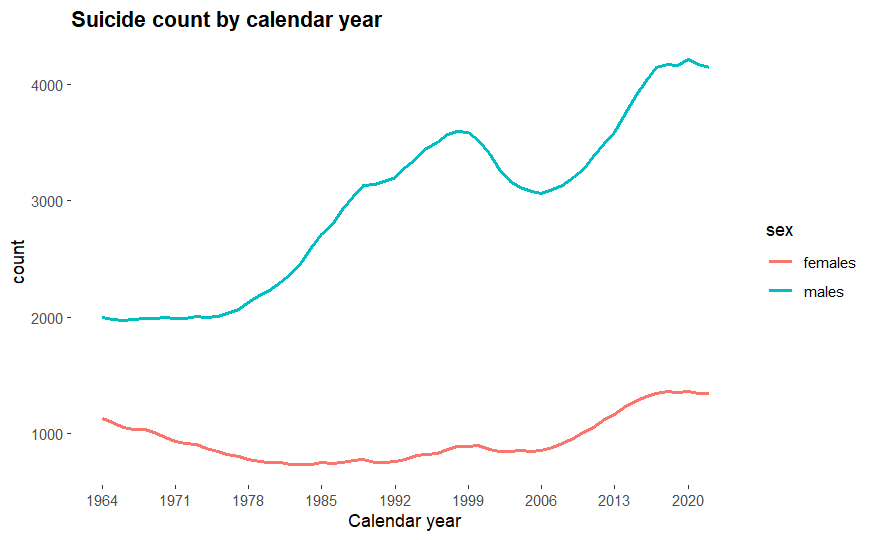 Suicide count by calendar year
4000
3000
2000
1000
count
1964 1971 1978 1985 1992 1999 2006 2013 2020
Calendar year
sex
females
males